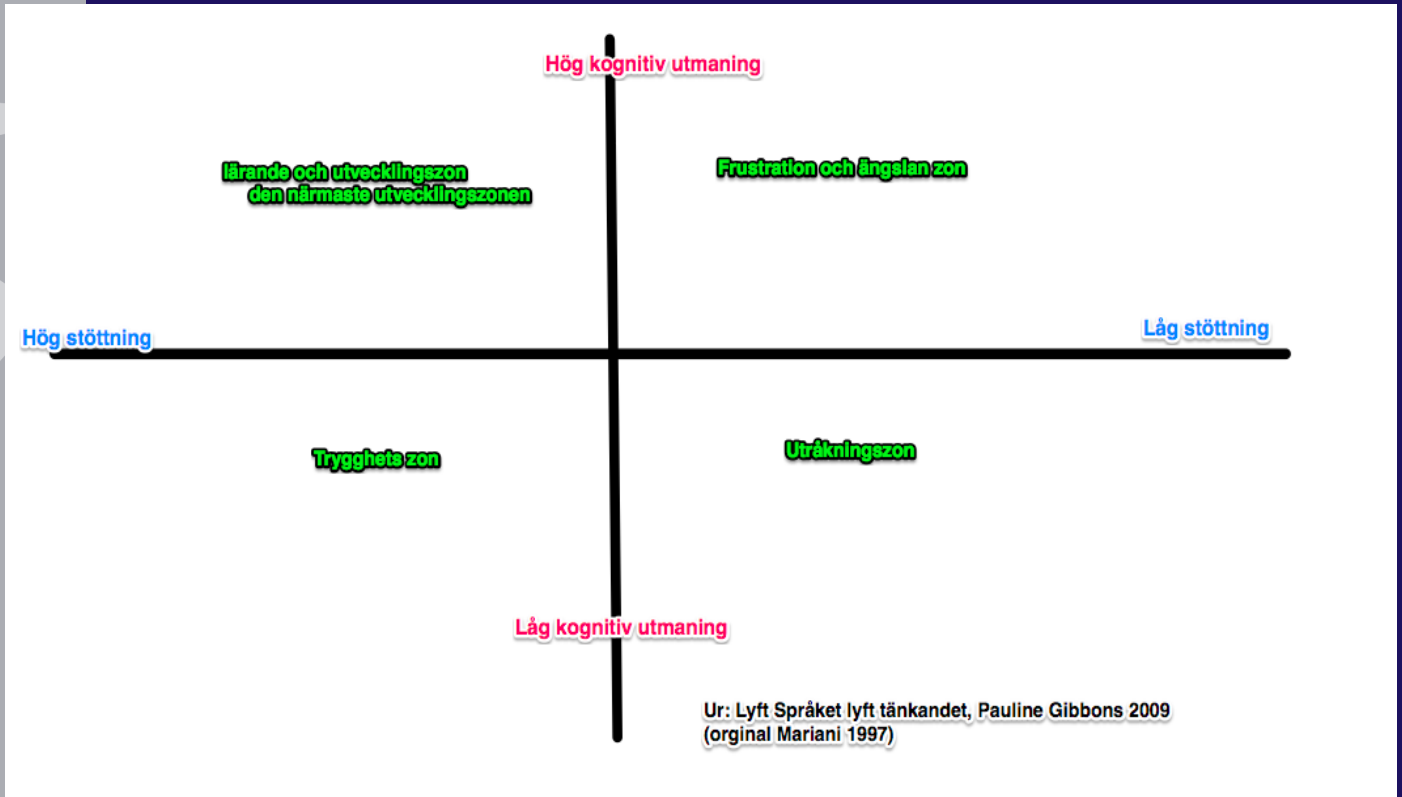 Hög kognitiv utmaning
lärande och utvecklingszon
den närmaste utvecklingszonen
Frustration och ängslan zon
Hög stöttning
Låg stöttning
Trygghets zon
Utråkningszon
Låg kognitiv utmaning
Ur: Lyft Språket lyft tänkandet, Pauline Gibbons 2009
(orginal Mariani 1997)